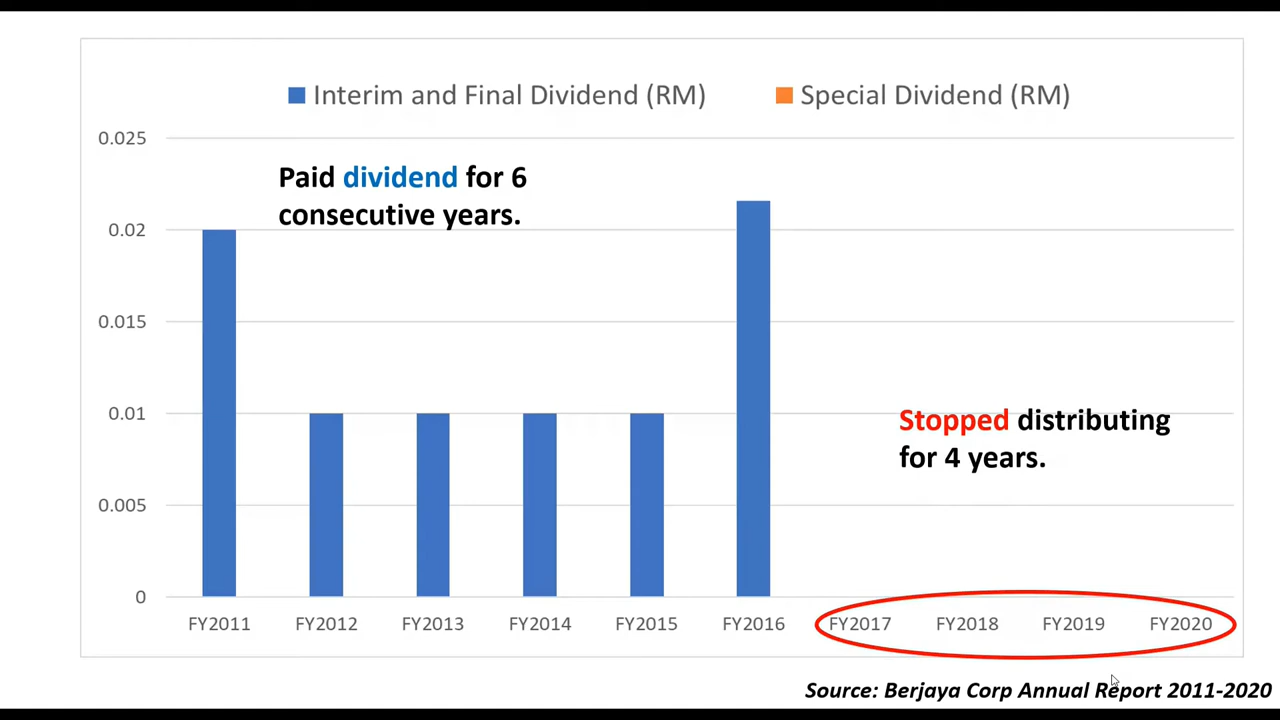 Interim and Final Dividend (RM) Special Dividend (RM)
0.025
Paid dividend for 6
consecutive years.
0.02
0.015
0.01
Stopped distributing
for 4 years.
0.005
0
FY2011 FY2012 FY2013 FY2014 FY2015 FY2016 FY2017 FY2018 FY2019 FY2020
Source: Berjaya Corp Annual Report 2011-2020